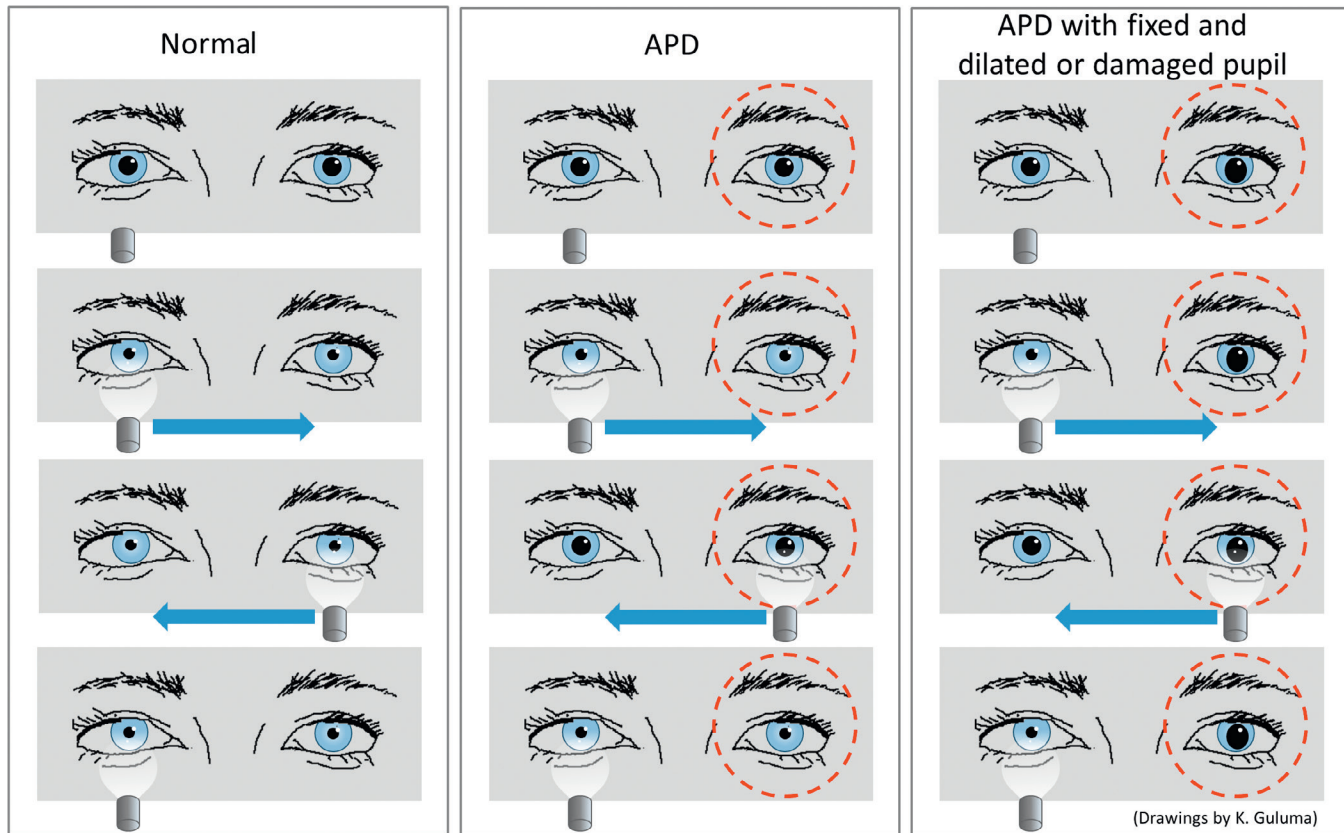 Normal
APD
APD with fixed and
dilated or damaged pupil
(Drawings by K. Guluma)